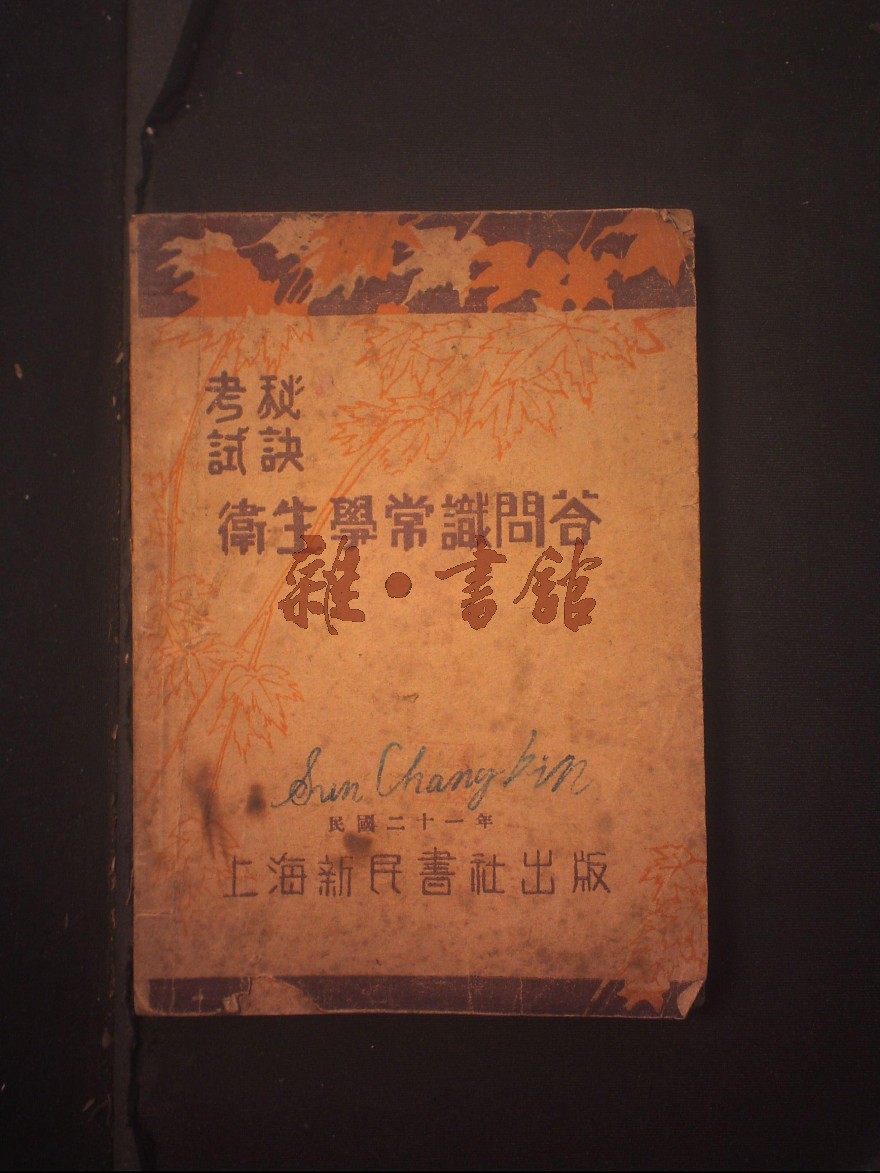 考試秘訣
衛生學常識問答
雜·書館
Sun Chang bin
民國二十一年
上海新民書社出版